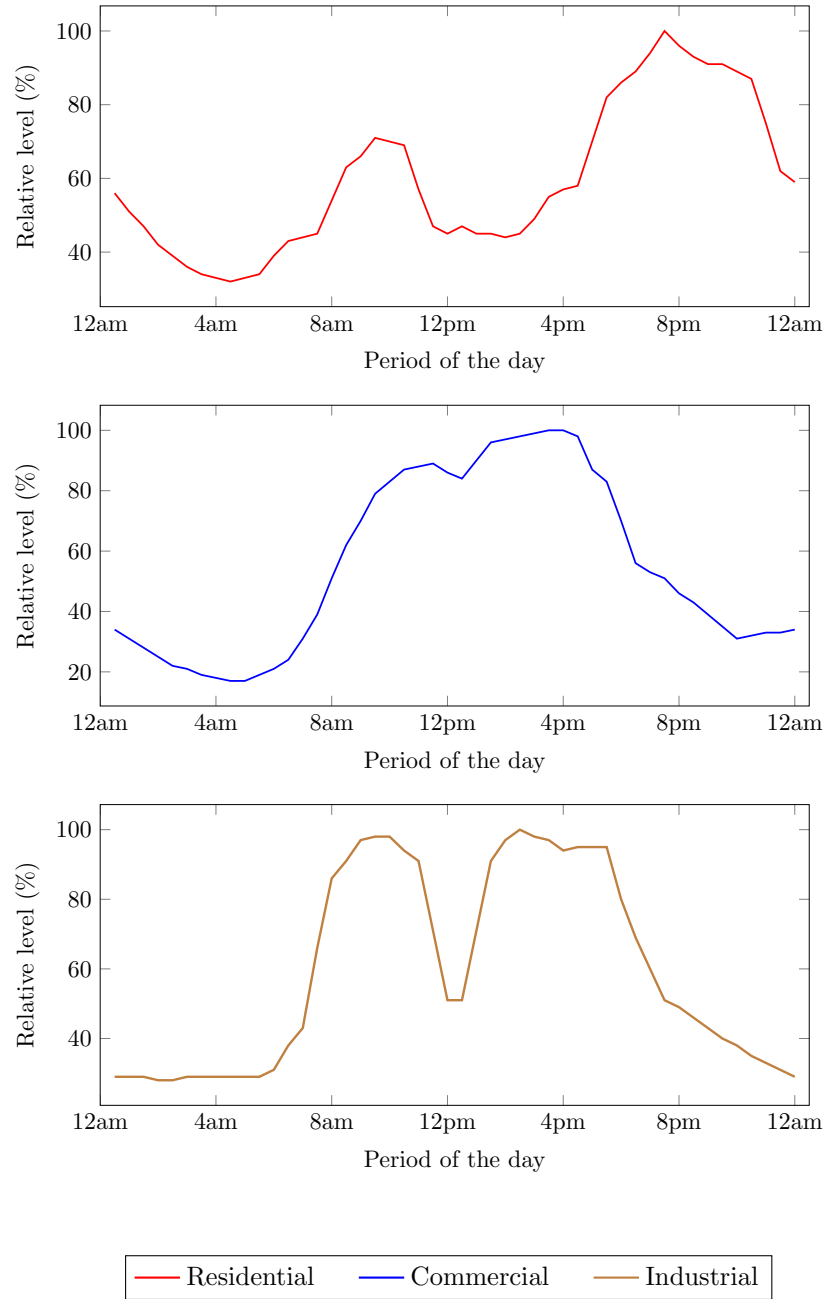 100
80
60
40
Relative level (%)
12am 4am 8am 12pm 4pm 8pm 12am
Period of the day
100
80
60
40
20
Relative level (%)
12am 4am 8am 12pm 4pm 8pm 12am
Period of the day
100
80
60
40
Relative level (%)
12am 4am 8am 12pm 4pm 8pm 12am
Period of the day
Residential Commercial Industrial